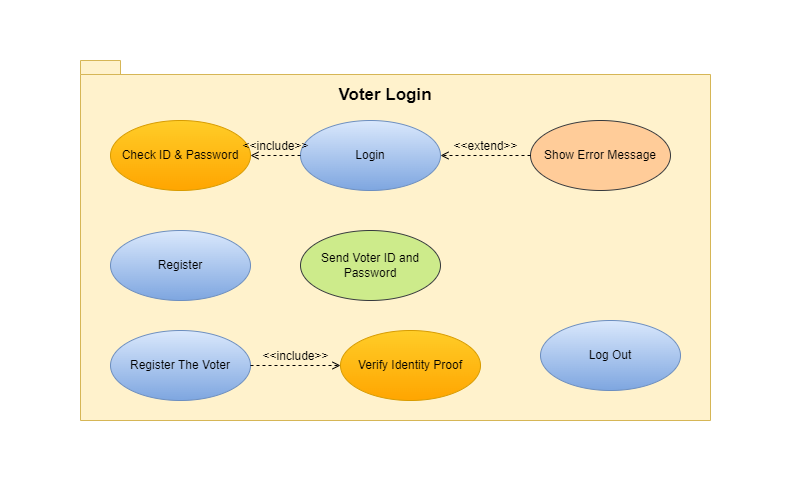 Voter Login
Check ID & Password
<<include>>
Login
<<extend>>
Show Error Message
Register
Send Voter ID and
Password
Register The Voter
<<include>>
Verify Identity Proof
Log Out